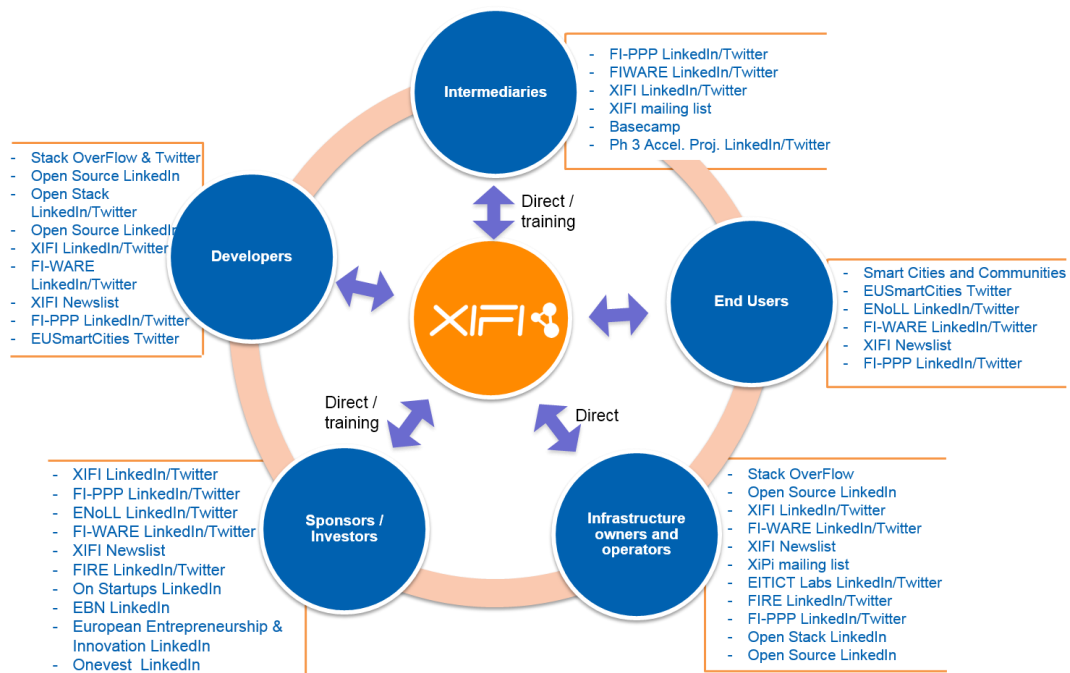 Intermediaries
- FI-PPP LinkedIn/Twitter
- FIWARE LinkedIn/Twitter
- XIFI LinkedIn/Twitter
- XIFI mailing list
- Basecamp
- Ph 3 Accel. Proj. LinkedIn/Twitter
- Stack OverFlow & Twitter
- Open Source LinkedIn
- Open Stack
LinkedIn/Twitter
- Open Source LinkedIn
- XIFI LinkedIn/Twitter
- FI-WARE
LinkedIn/Twitter
- XIFI Newslist
- FI-PPP LinkedIn/Twitter
- EUSmartCities Twitter
Developers
Direct /
training
XIFI
End Users
- Smart Cities and Communities
- EUSmartCities Twitter
- ENoLL LinkedIn/Twitter
- FI-WARE LinkedIn/Twitter
- XIFI Newslist
- FI-PPP LinkedIn/Twitter
Direct /
training
Direct
- XIFI LinkedIn/Twitter
- FI-PPP LinkedIn/Twitter
- ENoLL LinkedIn/Twitter
- FI-WARE LinkedIn/Twitter
- XIFI Newslist
- FIRE LinkedIn/Twitter
- On Startups LinkedIn
- EBN LinkedIn
- European Entrepreneurship &
Innovation LinkedIn
- Onevest LinkedIn
Sponsors /
Investors
Infrastructure
owners and
operators
- Stack OverFlow
- Open Source LinkedIn
- XIFI LinkedIn/Twitter
- FI-WARE LinkedIn/Twitter
- XIFI Newslist
- XiPi mailing list
- EITICT Labs LinkedIn/Twitter
- FIRE LinkedIn/Twitter
- FI-PPP LinkedIn/Twitter
- Open Stack LinkedIn
- Open Source LinkedIn